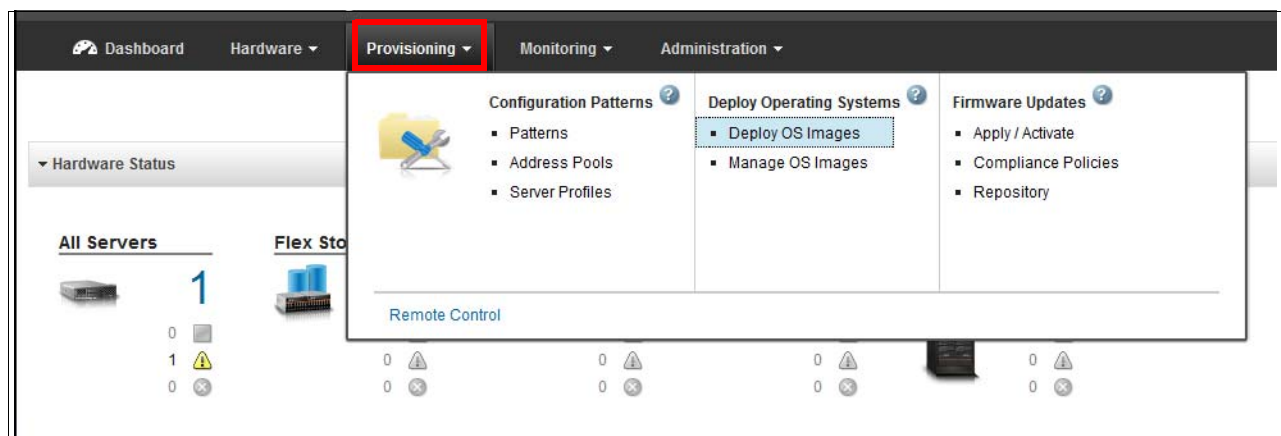 Dashboard Hardware Provisioning Monitoring Administration
Configuration Patterns ? Deploy Operating Systems ? Firmware Updates ?
Patterns Deploy OS Images Apply / Activate
Address Pools Manage OS Images Compliance Policies
Server Profiles Repository
Hardware Status
All Servers Flex Sto
1
Remote Control
0
1 0 0 0 0
0 0 0 0 0